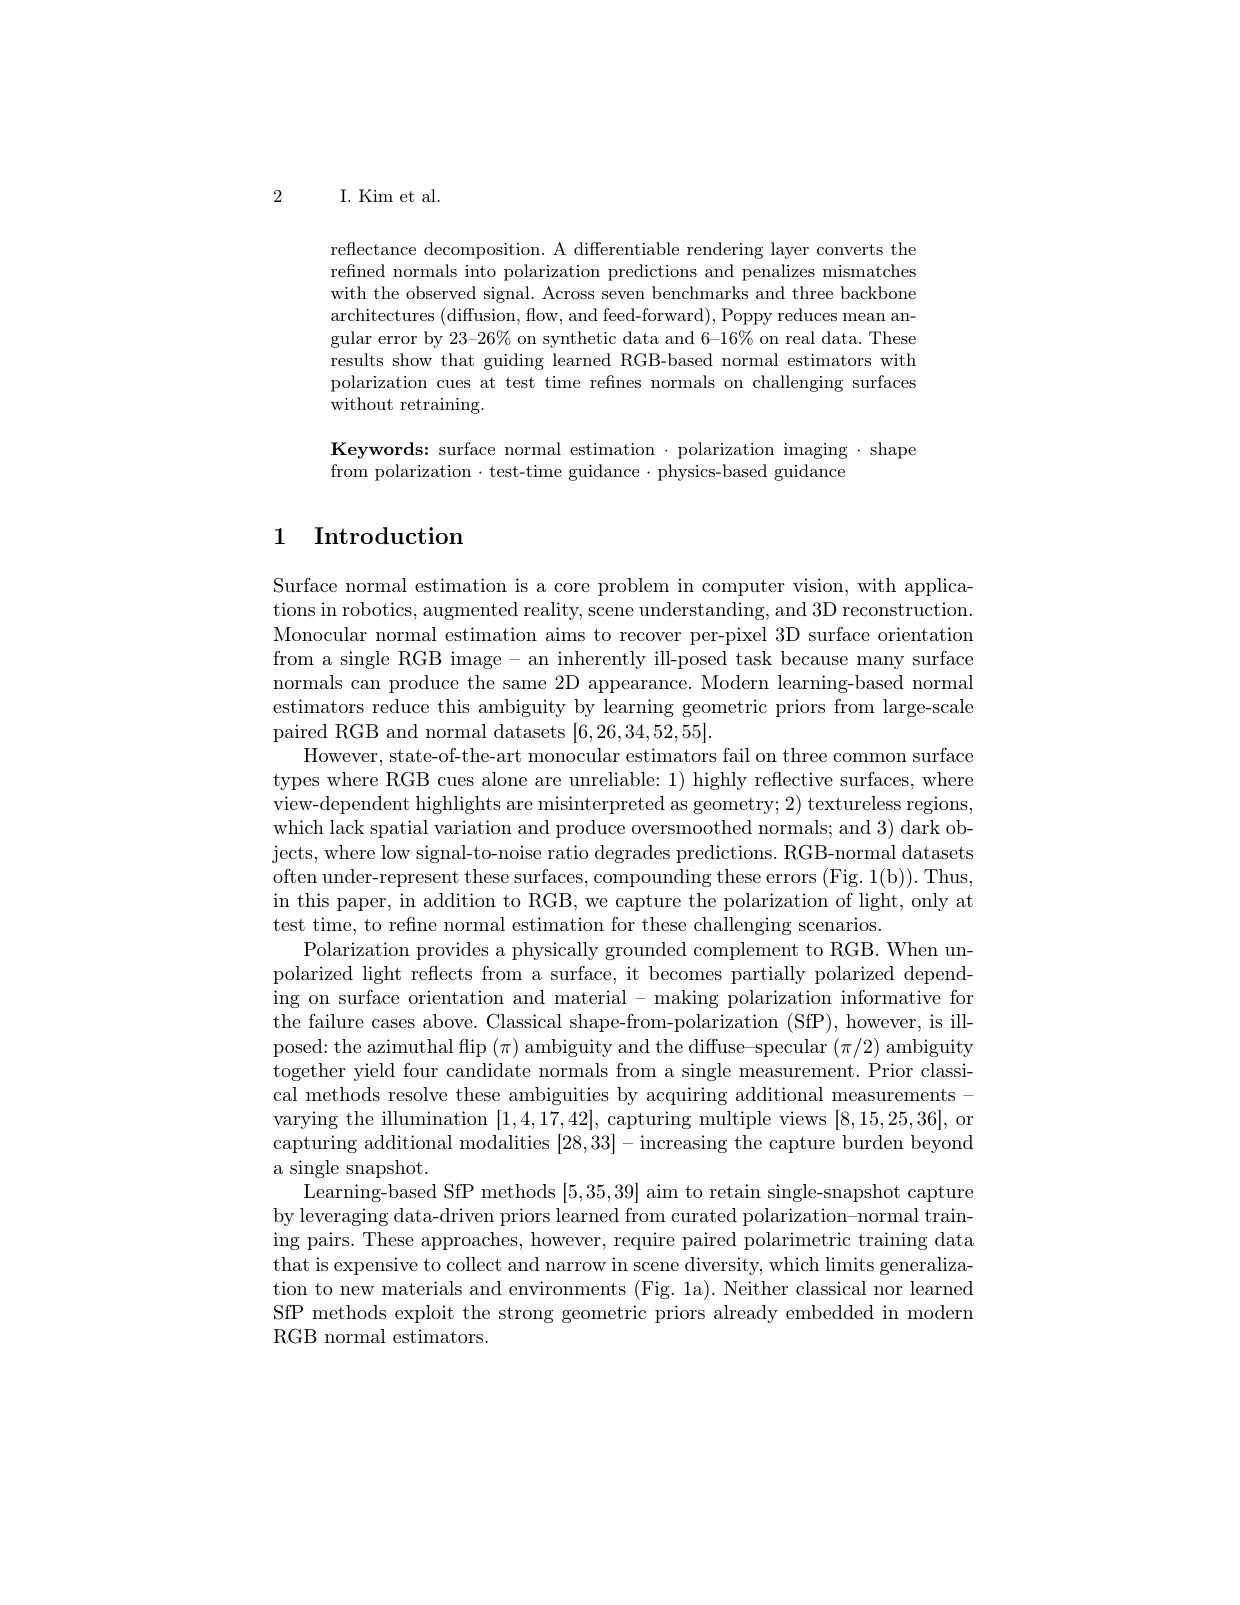 2 I. Kim et al.
reflectance decomposition. A differentiable rendering layer converts the
refined normals into polarization predictions and penalizes mismatches
with the observed signal. Across seven benchmarks and three backbone
architectures (diffusion, flow, and feed-forward), Poppy reduces mean an-
gular error by 23–26% on synthetic data and 6–16% on real data. These
results show that guiding learned RGB-based normal estimators with
polarization cues at test time refines normals on challenging surfaces
without retraining.
Keywords: surface normal estimation · polarization imaging · shape
from polarization · test-time guidance · physics-based guidance
1 Introduction
Surface normal estimation is a core problem in computer vision, with applica-
tions in robotics, augmented reality, scene understanding, and 3D reconstruction.
Monocular normal estimation aims to recover per-pixel 3D surface orientation
from a single RGB image – an inherently ill-posed task because many surface
normals can produce the same 2D appearance. Modern learning-based normal
estimators reduce this ambiguity by learning geometric priors from large-scale
paired RGB and normal datasets [6, 26, 34, 52, 55].
However, state-of-the-art monocular estimators fail on three common surface
types where RGB cues alone are unreliable: 1) highly reflective surfaces, where
view-dependent highlights are misinterpreted as geometry; 2) textureless regions,
which lack spatial variation and produce oversmoothed normals; and 3) dark ob-
jects, where low signal-to-noise ratio degrades predictions. RGB-normal datasets
often under-represent these surfaces, compounding these errors (Fig. 1(b)). Thus,
in this paper, in addition to RGB, we capture the polarization of light, only at
test time, to refine normal estimation for these challenging scenarios.
Polarization provides a physically grounded complement to RGB. When un-
polarized light reflects from a surface, it becomes partially polarized depend-
ing on surface orientation and material – making polarization informative for
the failure cases above. Classical shape-from-polarization (SfP), however, is ill-
posed: the azimuthal flip (π) ambiguity and the diffuse–specular (π/2) ambiguity
together yield four candidate normals from a single measurement. Prior classi-
cal methods resolve these ambiguities by acquiring additional measurements –
varying the illumination [1, 4, 17, 42], capturing multiple views [8, 15, 25, 36], or
capturing additional modalities [28, 33] – increasing the capture burden beyond
a single snapshot.
Learning-based SfP methods [5, 35, 39] aim to retain single-snapshot capture
by leveraging data-driven priors learned from curated polarization–normal train-
ing pairs. These approaches, however, require paired polarimetric training data
that is expensive to collect and narrow in scene diversity, which limits generaliza-
tion to new materials and environments (Fig. 1a). Neither classical nor learned
SfP methods exploit the strong geometric priors already embedded in modern
RGB normal estimators.